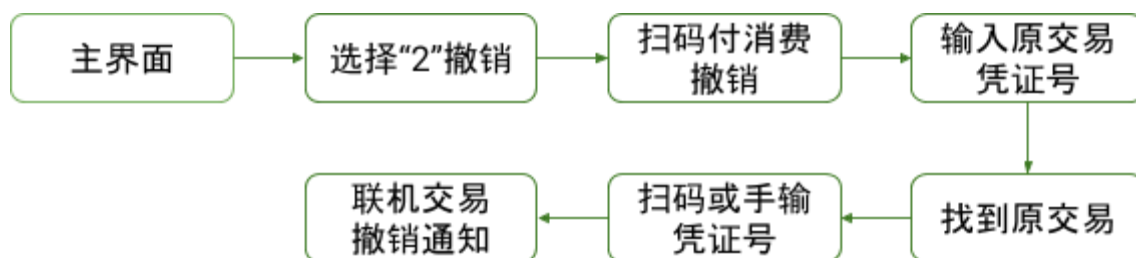 主界面
选择“2”撤销
扫码付消费
撤销
输入原交易
凭证号
找到原交易
扫码或手输
凭证号
联机交易
撤销通知